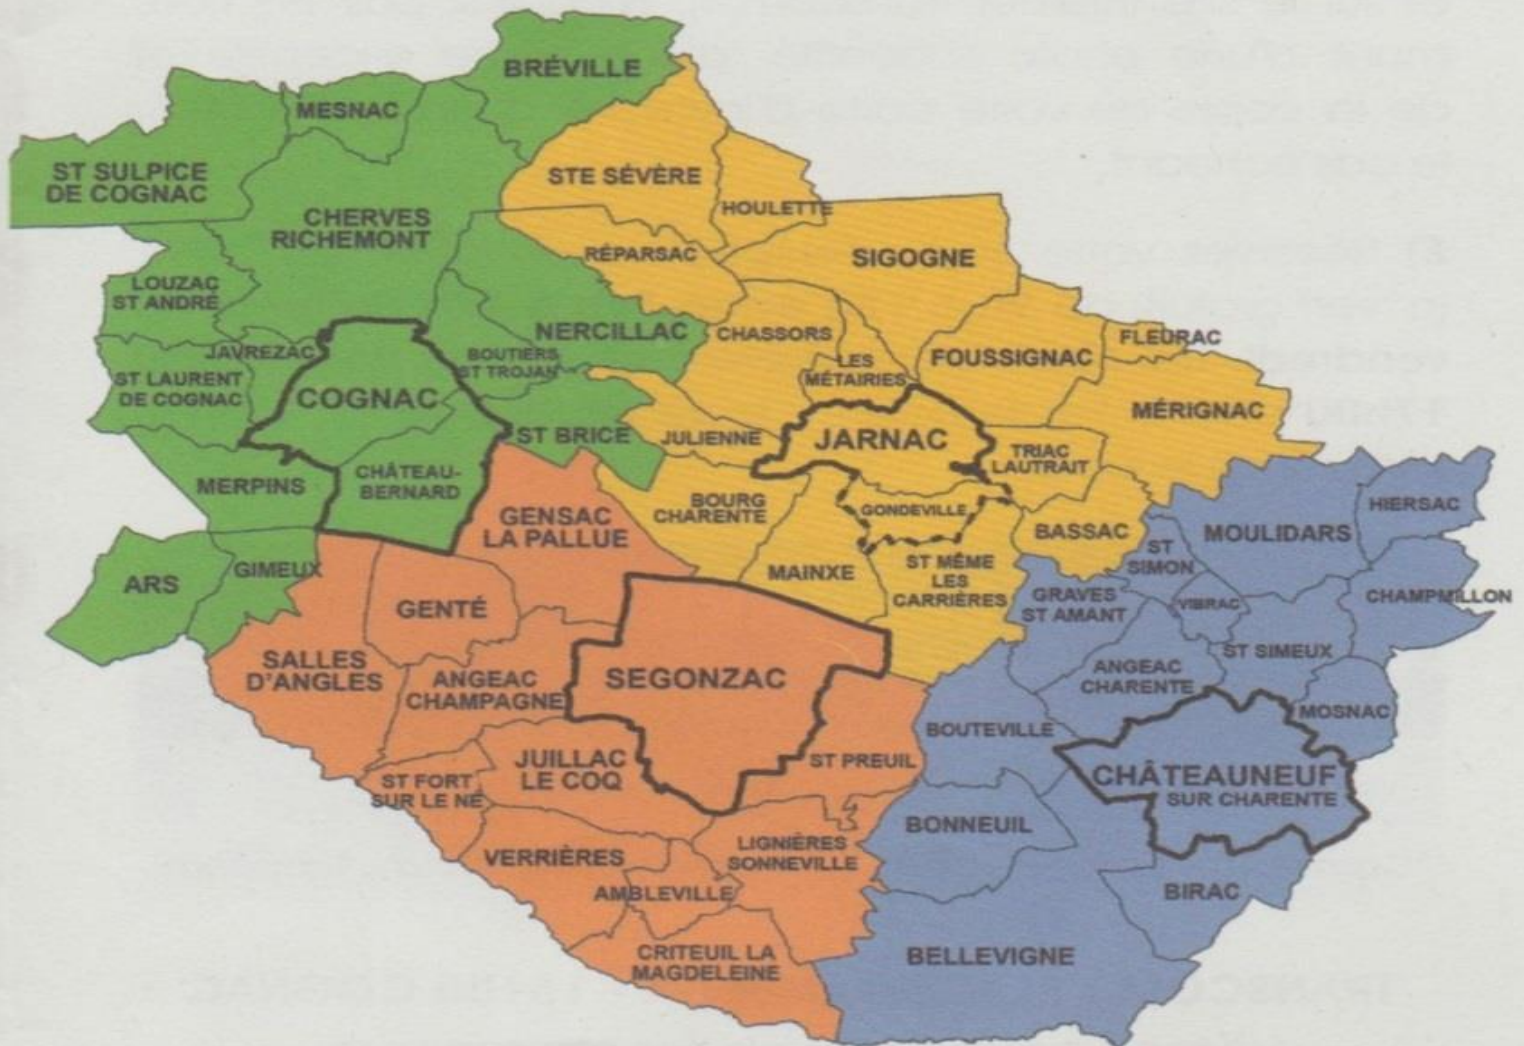 BRÉVILLE
MESNAC
ST SULPICE
DE COGNAC
STE SÉVÈRE
HOULETTE
CHERVES
RICHEMONT
RÉPARSAC
SIGOGNE
LOUZAC
ST ANDRÉ
NERCILLAC
CHASSORS
FLEURAC
JAVREZAC
BOUTIERS
ST TROJAN
LES
MÉTAIRIES
FOUSSIGNAC
ST LAURENT
DE COGNAC
COGNAC
MÉRIGNAC
ST BRICE
JULIENNE
JARNAC
TRIAC
LAUTRAIT
MERPINS
CHÂTEAU-
BERNARD
BOURG
CHARENTE
GONDEVILLE
BASSAC
MOULIDARS
HIERSAC
GENSAC
LA PALLUE
ST
SIMON
ARS
GIMEUX
MAINXE
ST MÊME
LES
CARRIÈRES
GRAVES
ST AMANT
VIBRAC
CHAMPMILLON
GENTÉ
ST SIMEUX
SALLES
D'ANGLES
ANGEAC
CHAMPAGNE
SEGONZAC
ANGEAC
CHARENTE
MOSNAC
BOUTEVILLE
ST FORT
SUR LE NÉ
JUILLAC
LE COQ
ST PREUIL
CHÂTEAUNEUF
SUR CHARENTE
BONNEUIL
VERRIÈRES
LIGNIÈRES
SONNEVILLE
AMBLEVILLE
BIRAC
CRITEUIL LA
MAGDELEINE
BELLEVIGNE